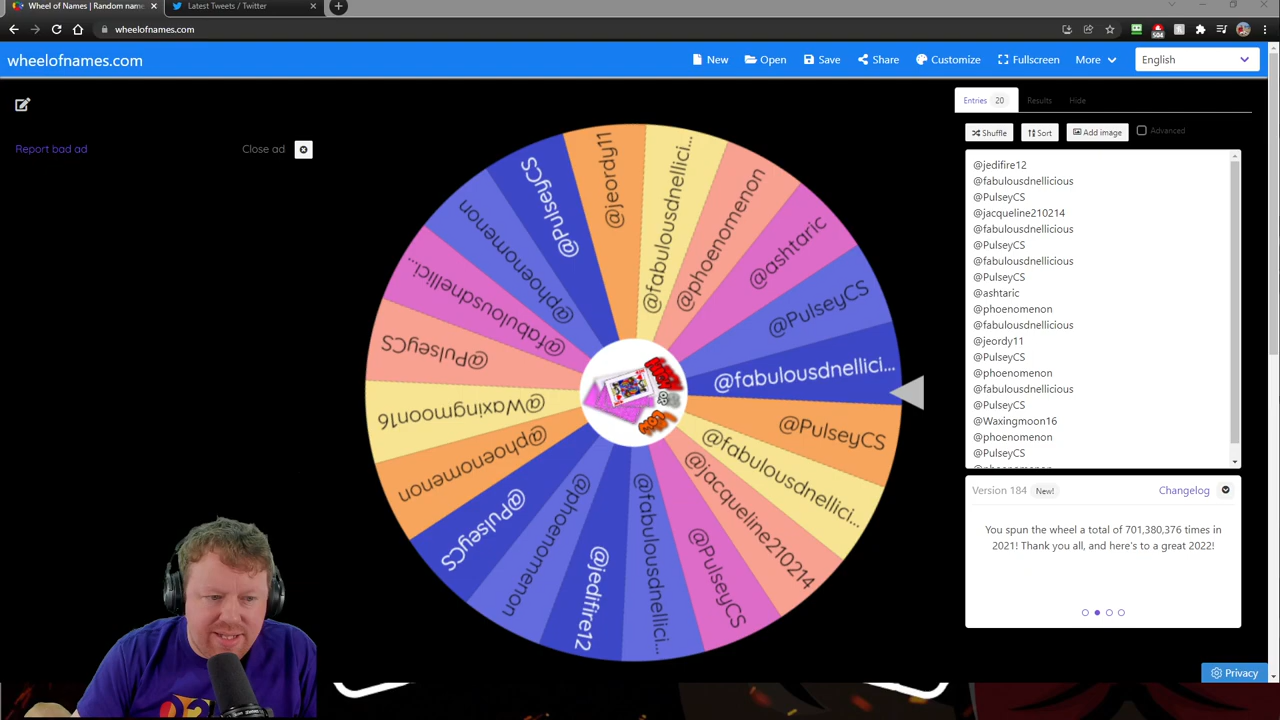 Wheel of Names | Random name
Latest Tweets / Twitter
wheelofnames.com
504
wheelofnames.com
New
Open
Save
Share
Customize
Fullscreen
More
English
Report bad ad
Close ad
Entries 20
Results
Hide
Shuffle
Sort
Add image
Advanced
@jedifire12
@fabulousdnellicious
@PulseyCS
@jacqueline210214
@fabulousdnellicious
@PulseyCS
@fabulousdnellicious
@PulseyCS
@ashtaric
@phoenomenon
@fabulousdnellicious
@jeordy11
@PulseyCS
@phoenomenon
@fabulousdnellicious
@PulseyCS
@Waxingmoon16
@phoenomenon
@PulseyCS
@phoenomenon
@jeordy11
@fabulousdnellici...
@phoenomenon
@ashtaric
@PulseyCS
@fabulousdnellici...
@PulseyCS
@fabulousdnellici...
@jacqueline210214
@PulseyCS
@fabulousdnellici...
@jedifire12
@phoenomenon
@PulseyCS
@phoenomenon
@Waxingmoon16
@PulseyCS
@fabulousdnellici...
@phoenomenon
@PulseyCS
Version 184 New!
Changelog
You spun the wheel a total of 701,380,376 times in
2021! Thank you all, and here's to a great 2022!
Privacy